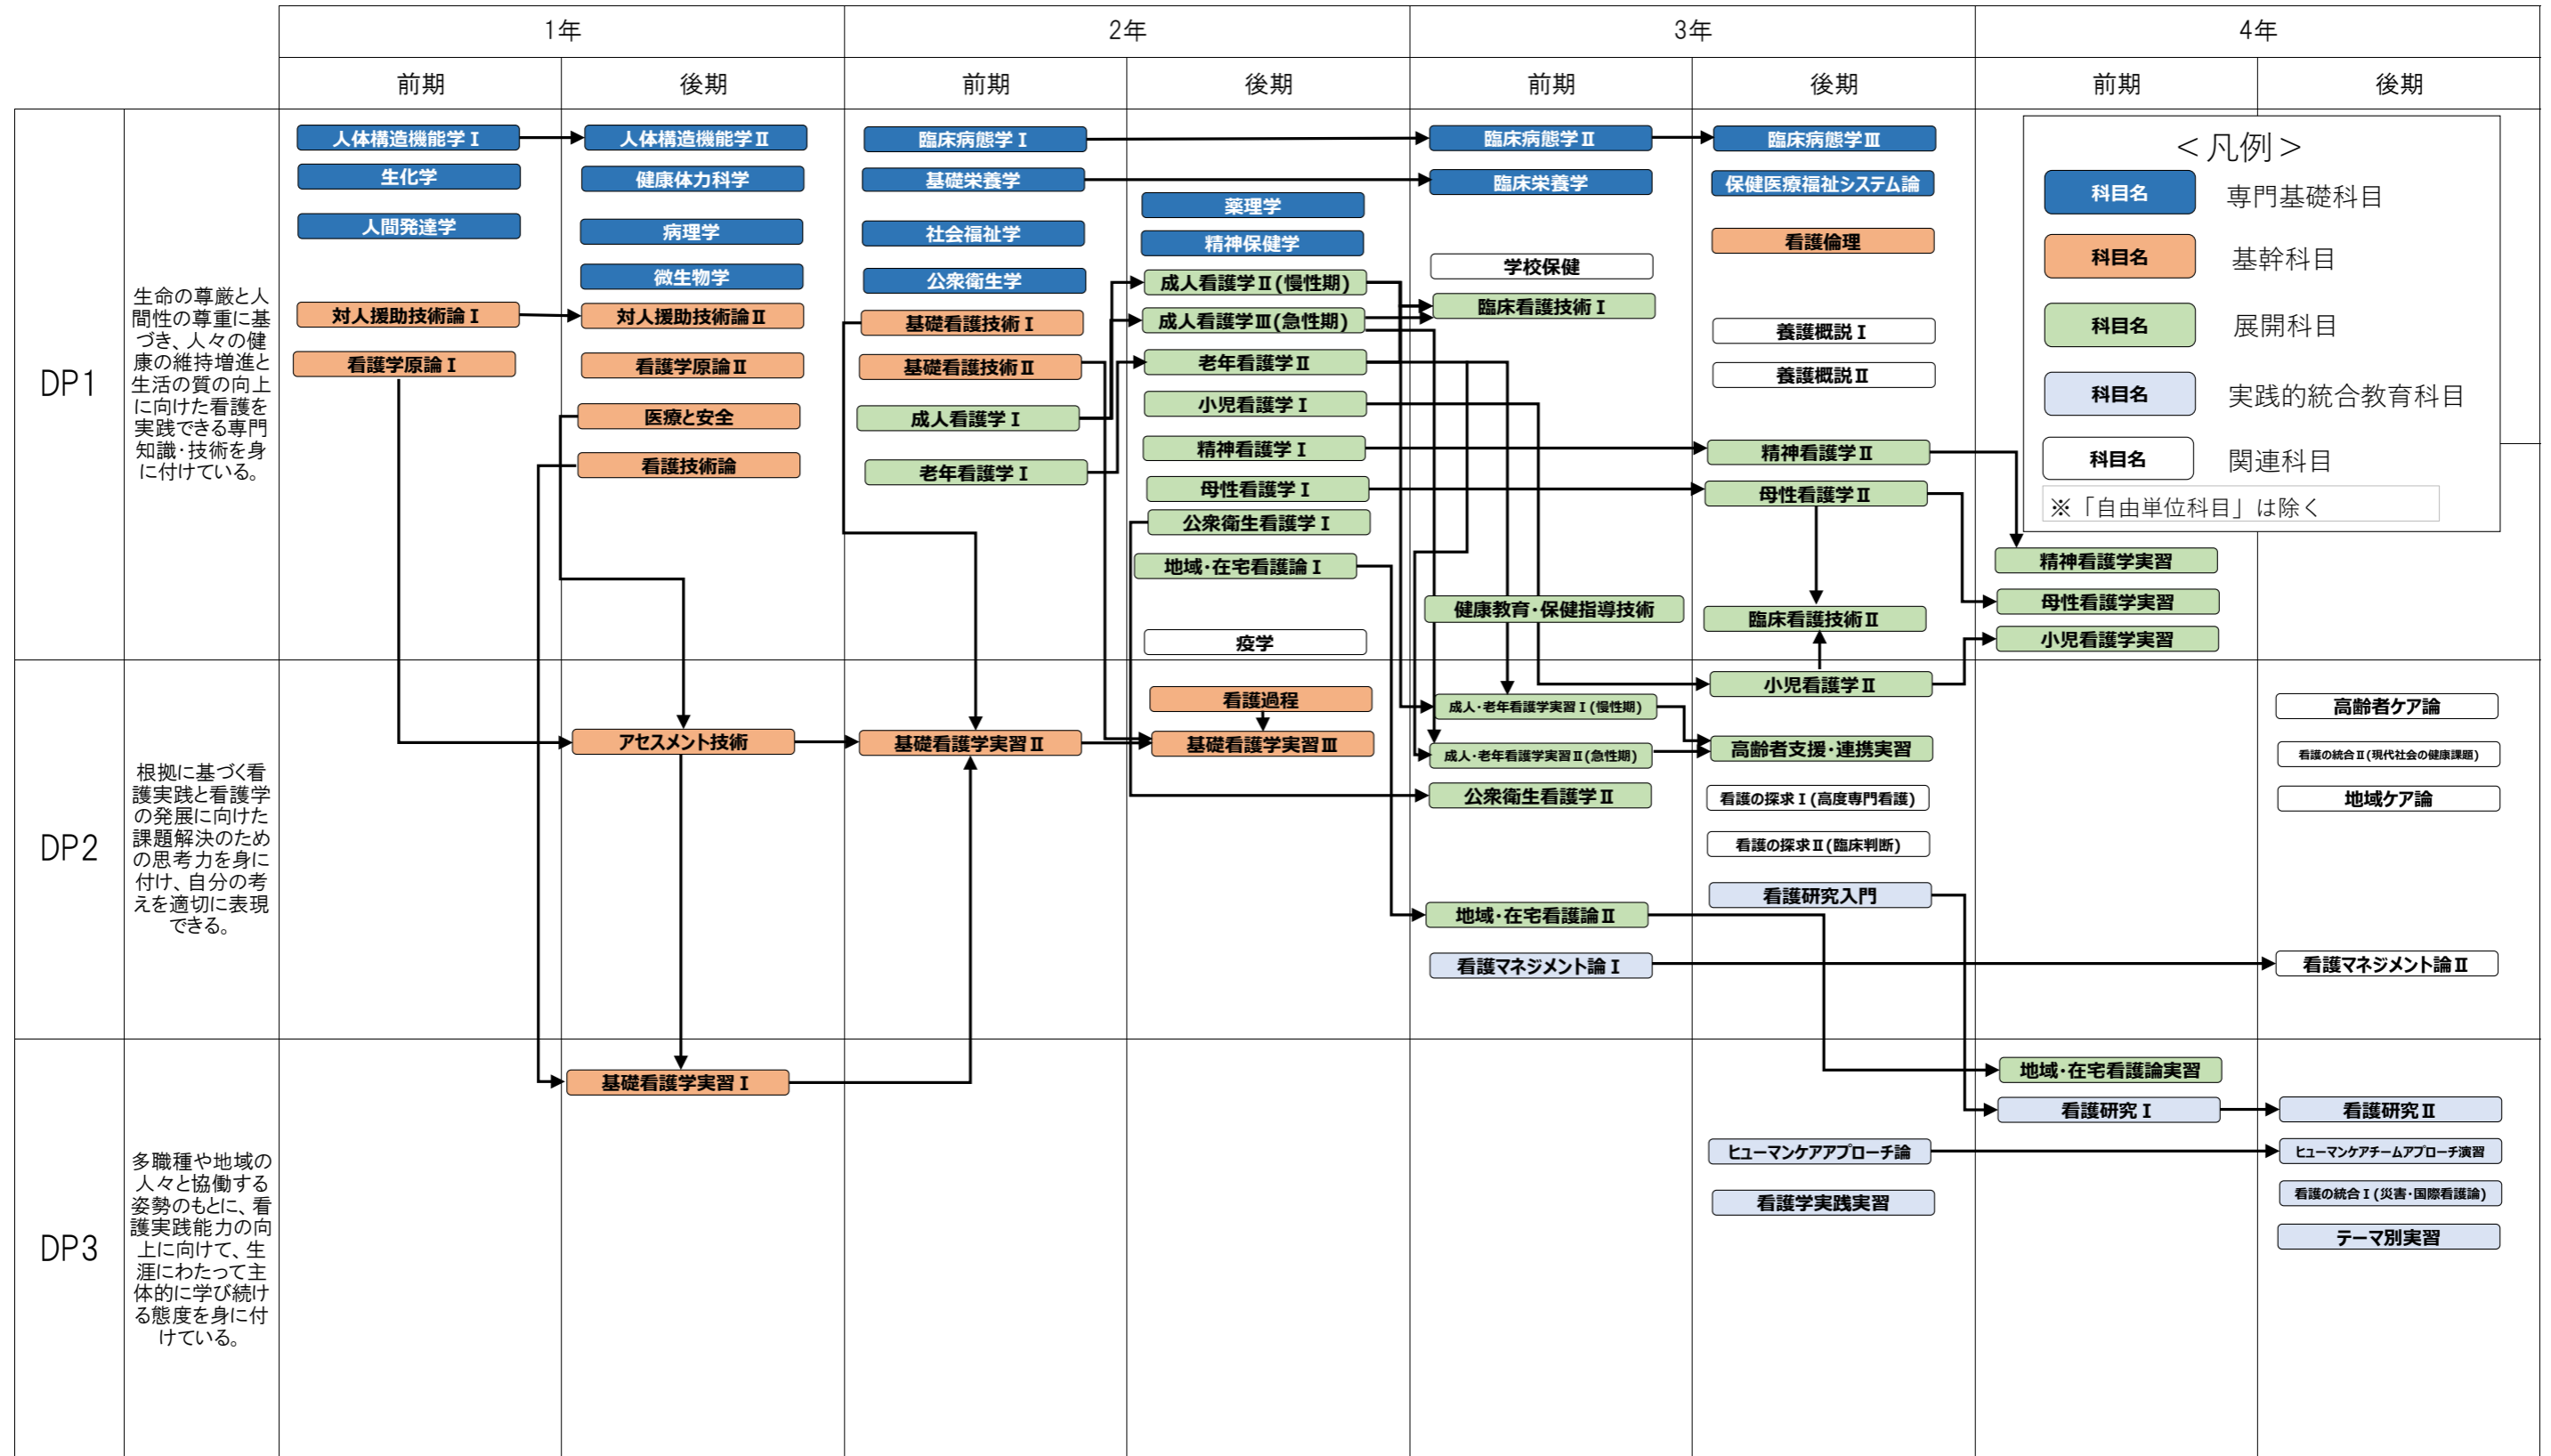 1年
2年
3年
4年
前期
後期
前期
後期
前期
後期
前期
後期
DP1
生命の尊厳と人
間性の尊重に基
づき、人々の健
康の維持増進と
生活の質の向上
に向けた看護を
実践できる専門
知識・技術を身
に付けている。
人体構造機能学Ⅰ
生化学
人間発達学
対人援助技術論Ⅰ
看護学原論Ⅰ
人体構造機能学Ⅱ
健康体力科学
病理学
微生物学
対人援助技術論Ⅱ
看護学原論Ⅱ
医療と安全
看護技術論
臨床病態学Ⅰ
基礎栄養学
社会福祉学
公衆衛生学
基礎看護技術Ⅰ
基礎看護技術Ⅱ
成人看護学Ⅰ
老年看護学Ⅰ
薬理学
精神保健学
成人看護学Ⅱ(慢性期)
成人看護学Ⅲ(急性期)
老年看護学Ⅱ
小児看護学Ⅰ
精神看護学Ⅰ
母性看護学Ⅰ
公衆衛生看護学Ⅰ
地域・在宅看護論Ⅰ
疫学
臨床病態学Ⅱ
臨床栄養学
学校保健
臨床看護技術Ⅰ
健康教育・保健指導技術
臨床病態学Ⅲ
保健医療福祉システム論
看護倫理
養護概説Ⅰ
養護概説Ⅱ
精神看護学Ⅱ
母性看護学Ⅱ
臨床看護技術Ⅱ
精神看護学実習
母性看護学実習
小児看護学実習
＜凡例＞
科目名 専門基礎科目
科目名 基幹科目
科目名 展開科目
科目名 実践的統合教育科目
科目名 関連科目
※「自由単位科目」は除く
DP2
根拠に基づく看
護実践と看護学
の発展に向けた
課題解決のため
の思考力を身に
付け、自分の考
えを適切に表現
できる。
アセスメント技術
基礎看護学実習Ⅱ
看護過程
基礎看護学実習Ⅲ
成人・老年看護学実習Ⅰ(慢性期)
成人・老年看護学実習Ⅱ(急性期)
公衆衛生看護学Ⅱ
地域・在宅看護論Ⅱ
看護マネジメント論Ⅰ
小児看護学Ⅱ
高齢者支援・連携実習
看護の探求Ⅰ(高度専門看護)
看護の探求Ⅱ(臨床判断)
看護研究入門
高齢者ケア論
看護の統合Ⅱ(現代社会の健康課題)
地域ケア論
看護マネジメント論Ⅱ
DP3
多職種や地域の
人々と協働する
姿勢のもとに、看
護実践能力の向
上に向けて、生
涯にわたって主
体的に学び続け
る態度を身に付
けている。
基礎看護学実習Ⅰ
ヒューマンケアアプローチ論
看護学実践実習
地域・在宅看護論実習
看護研究Ⅰ
看護研究Ⅱ
ヒューマンケアチームアプローチ演習
看護の統合Ⅰ(災害・国際看護論)
テーマ別実習